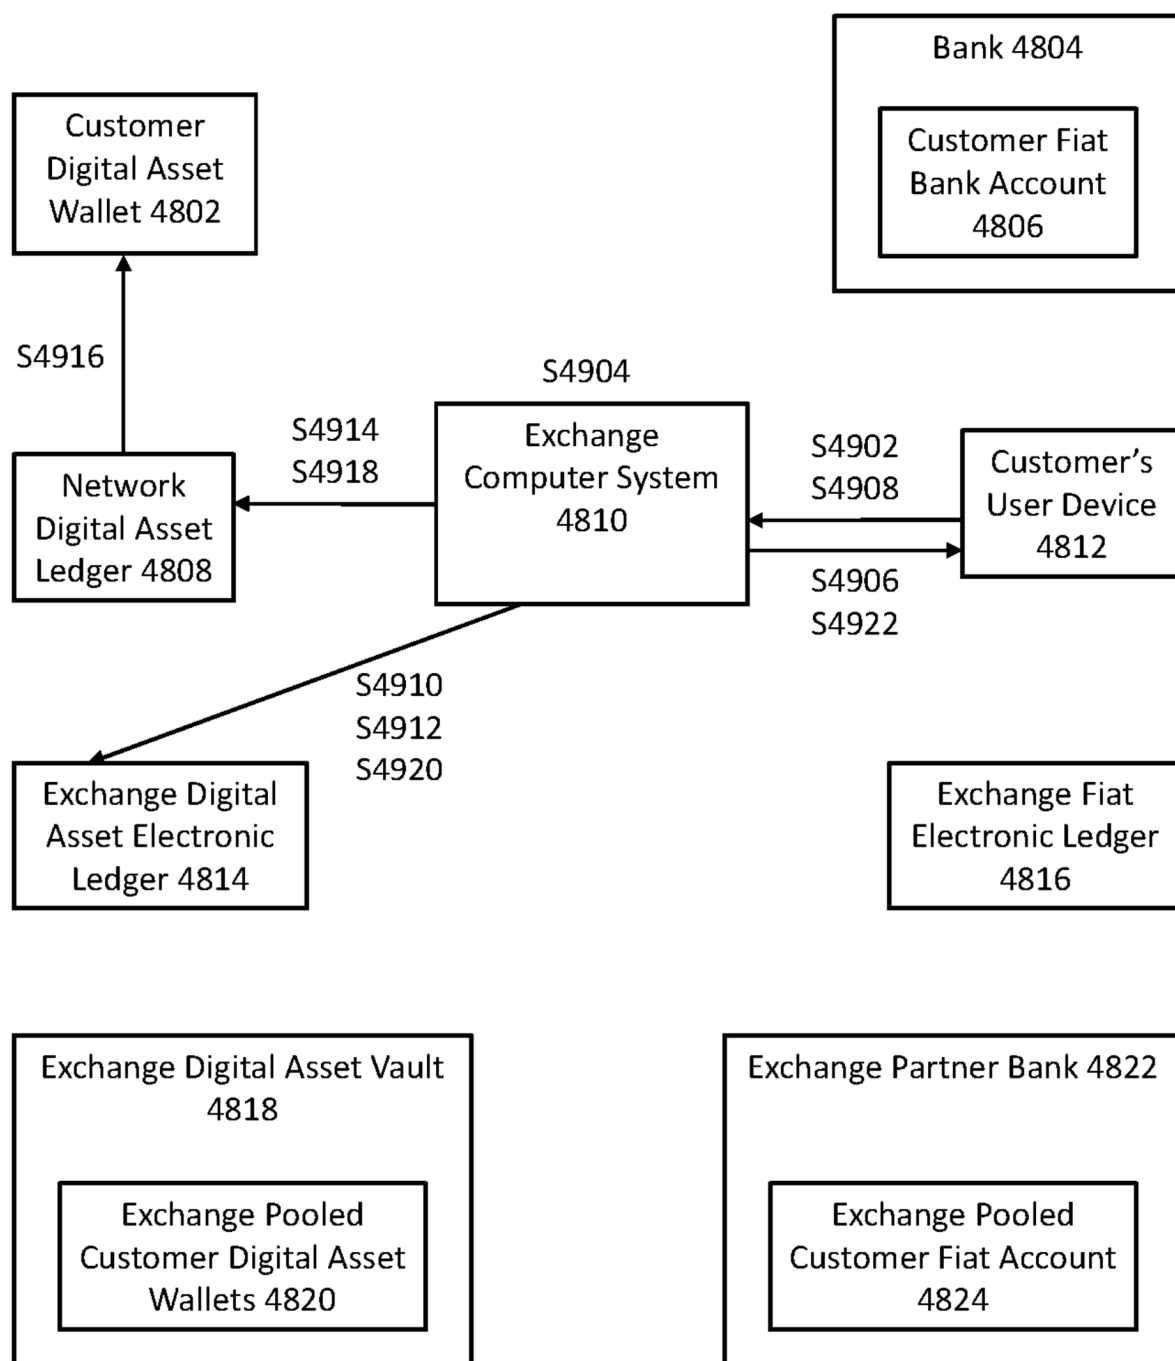 Bank 4804
Customer
Digital Asset
Wallet 4802
Customer Fiat
Bank Account
4806
S4916
S4904
S4914
S4918
Exchange
Computer System
4810
S4902
S4908
Customer’s
User Device
4812
Network
Digital Asset
Ledger 4808
S4906
S4922
S4910
S4912
S4920
Exchange Digital
Asset Electronic
Ledger 4814
Exchange Fiat
Electronic Ledger
4816
Exchange Digital Asset Vault
4818
Exchange Pooled
Customer Digital Asset
Wallets 4820
Exchange Partner Bank 4822
Exchange Pooled
Customer Fiat Account
4824